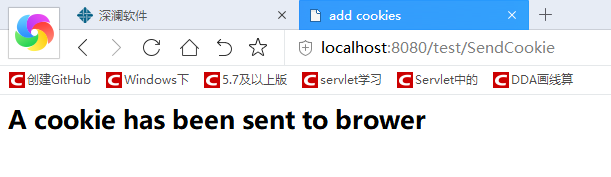 深澜软件 add cookies
localhost:8080/test/SendCookie
创建GitHub Windows下 5.7及以上版 servlet学习 Servlet中的 DDA画线算
A cookie has been sent to brower